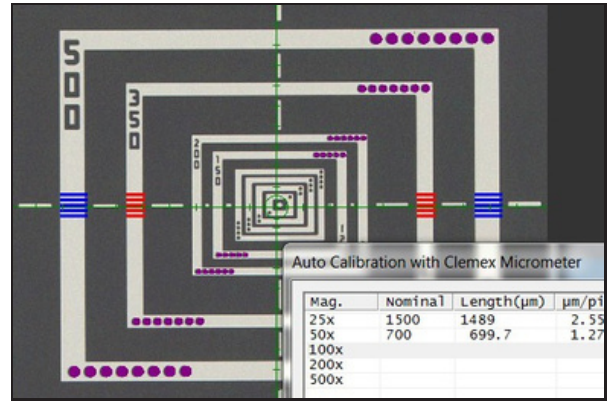 500
350
200
150
Auto Calibration with Clemex Micrometer
Mag. Nominal Length(µm) µm/pi
25x 1500 1489 2.55
50x 700 699.7 1.27
100x
200x
500x